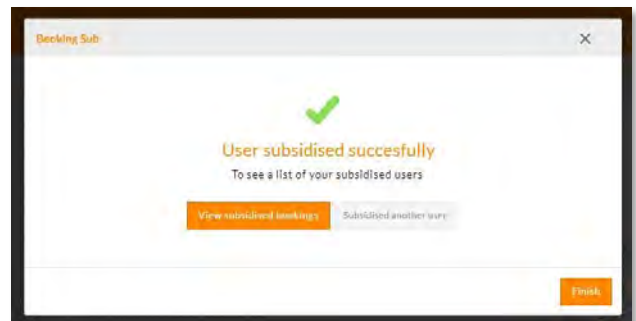 Booking Sub
User subsidised succesfully
To see a list of your subsidised users
View subsidised bookings Subsidised another user
Finish